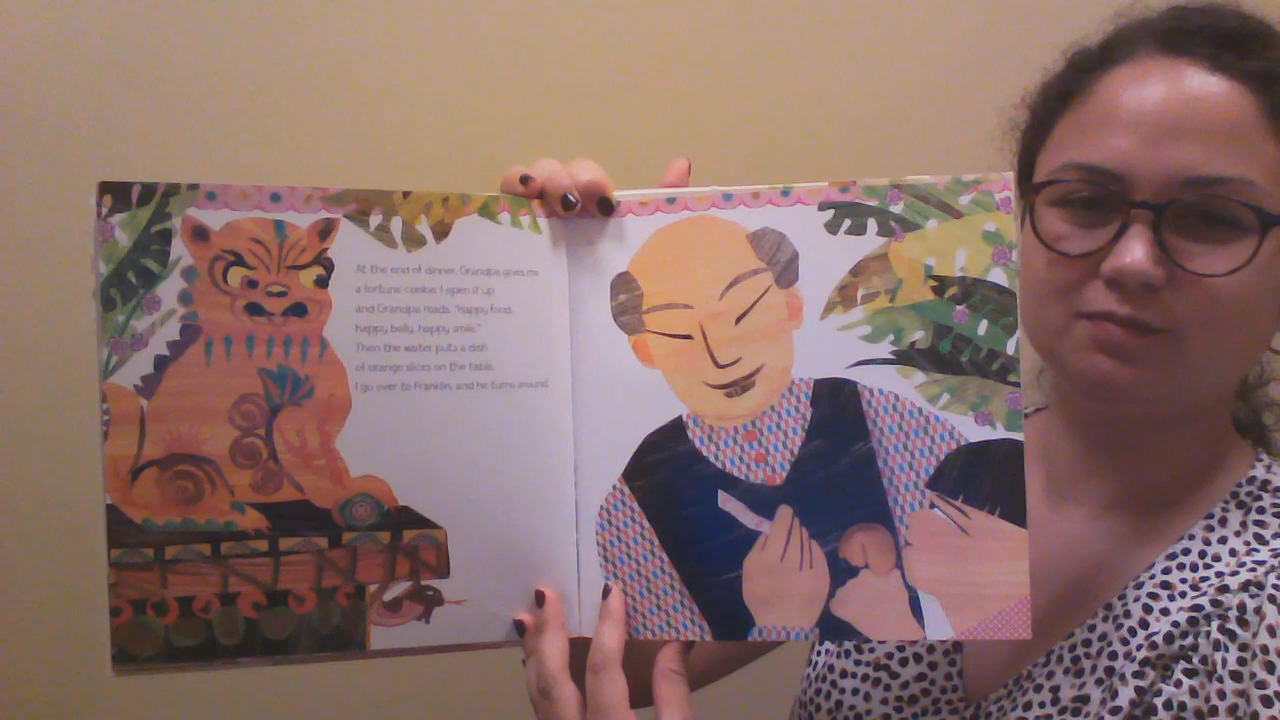 At the end of dinner, Grandpa gives me
a fortune cookie. I open it up
and Grandpa reads, "Happy food,
happy belly, happy smile."
Then the waiter puts a dish
of orange slices on the table.
I go over to Franklin, and he turns around.